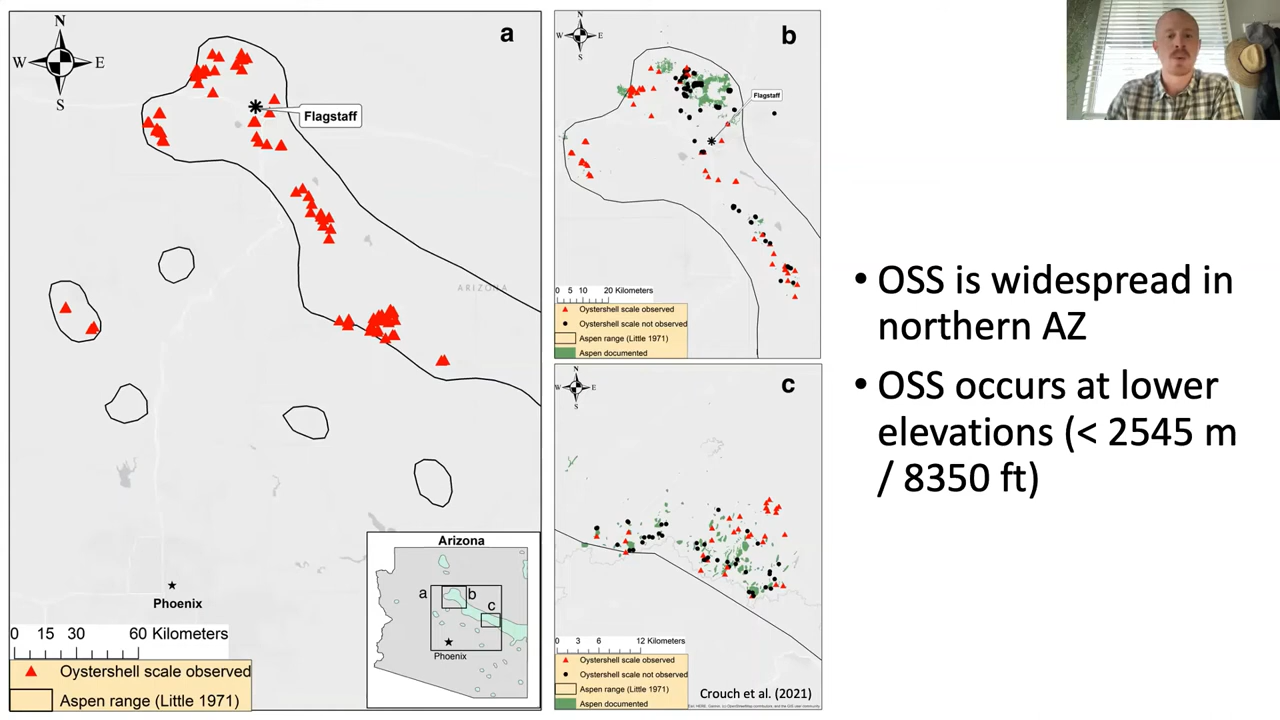 N
W E
S
a
Flagstaff
ARIZONA
Phoenix
0 15 30 60 Kilometers
Oystershell scale observed
Aspen range (Little 1971)
Arizona
a
b
c
Phoenix
N
W E
S
b
Flagstaff
0 5 10 20 Kilometers
Oystershell scale observed
Oystershell scale not observed
Aspen range (Little 1971)
Aspen documented
N
W E
S
c
0 3 6 12 Kilometers
Oystershell scale observed
Oystershell scale not observed
Aspen range (Little 1971)
Aspen documented
Crouch et al. (2021)
• OSS is widespread in
northern AZ
• OSS occurs at lower
elevations (< 2545 m
/ 8350 ft)